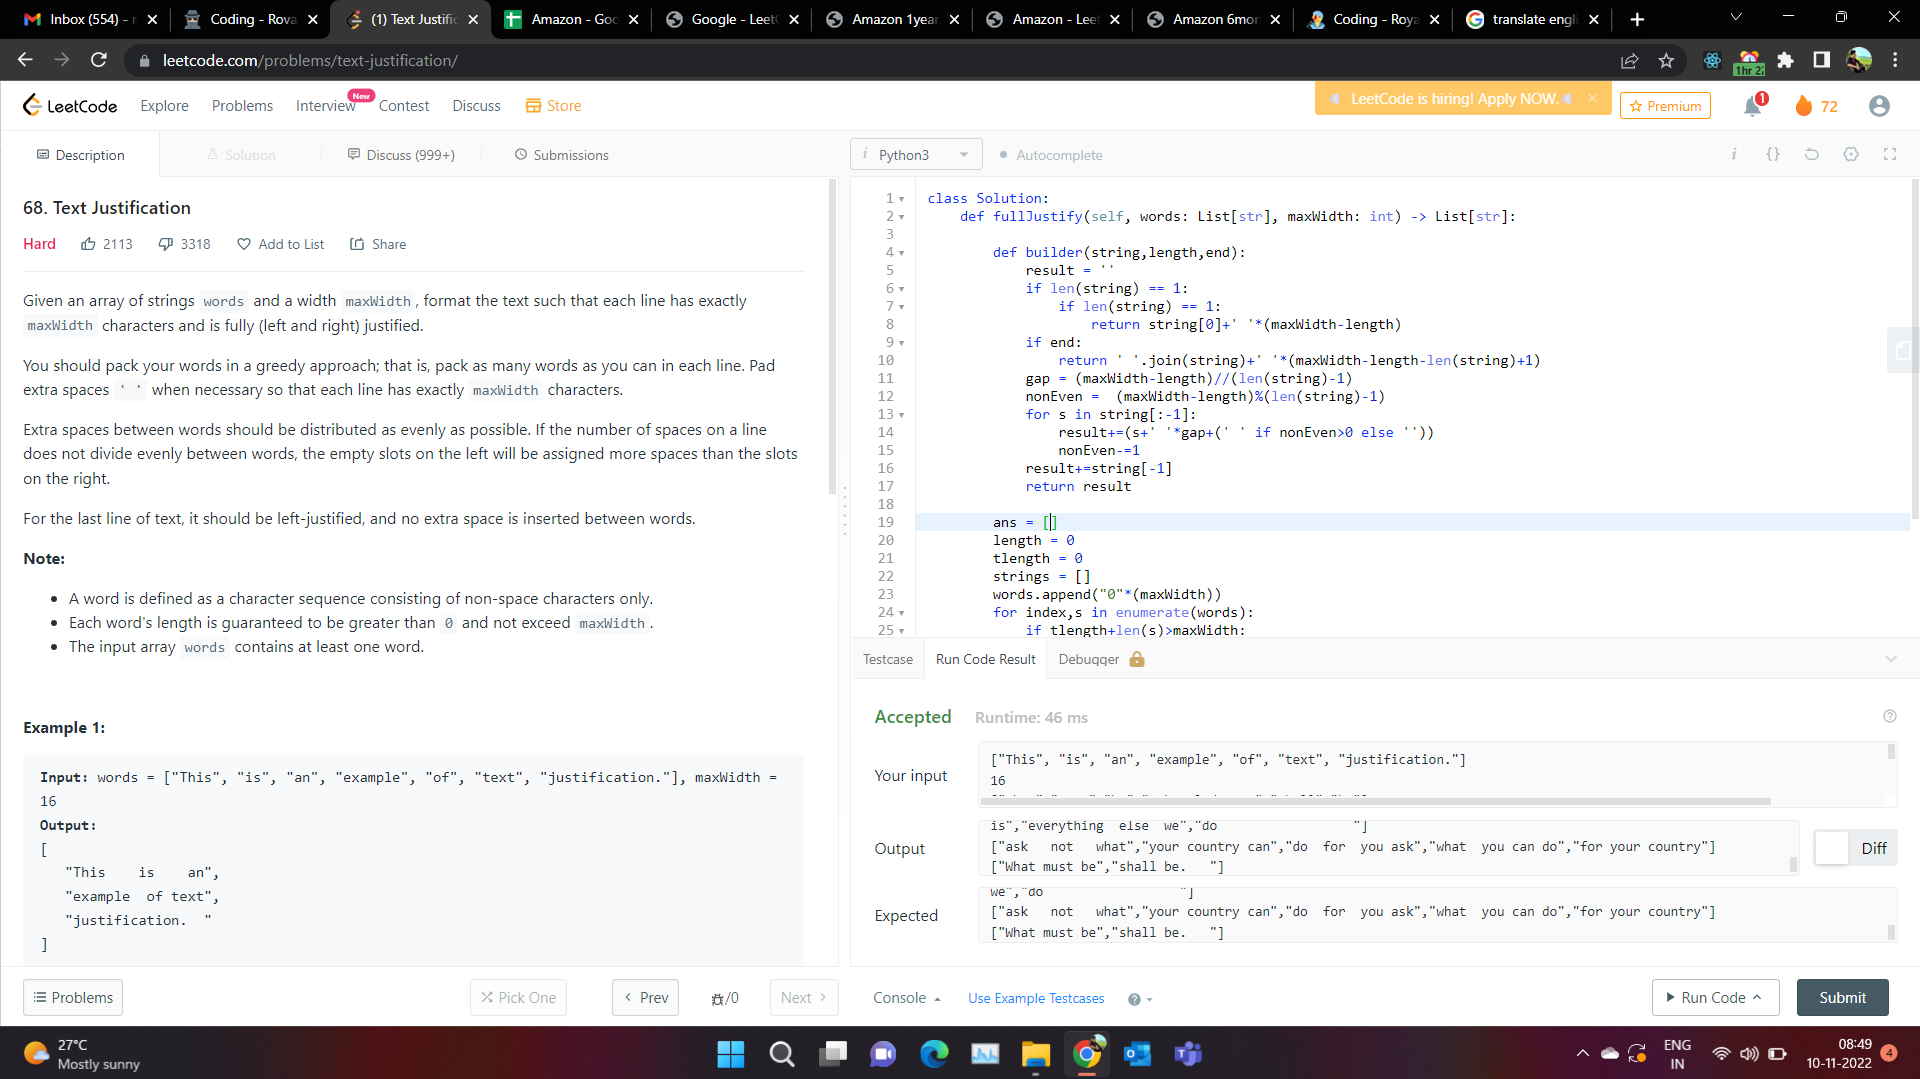 Inbox (554) -
Coding - Rova
(1) Text Justific
Amazon - Goo
Google - Leet
Amazon 1year
Amazon - Leet
Amazon 6mon
Coding - Roya
translate engli
leetcode.com/problems/text-justification/
1hr 2
LeetCode
Explore
Problems
Interview
New
Contest
Discuss
Store
LeetCode is hiring! Apply NOW.
Premium
1
72
Description
Solution
Discuss (999+)
Submissions
i Python3
Autocomplete
68. Text Justification
Hard
2113
3318
Add to List
Share
Given an array of strings words and a width maxWidth, format the text such that each line has exactly
maxWidth characters and is fully (left and right) justified.
You should pack your words in a greedy approach; that is, pack as many words as you can in each line. Pad
extra spaces ' ' when necessary so that each line has exactly maxWidth characters.
Extra spaces between words should be distributed as evenly as possible. If the number of spaces on a line
does not divide evenly between words, the empty slots on the left will be assigned more spaces than the slots
on the right.
For the last line of text, it should be left-justified, and no extra space is inserted between words.
Note:
• A word is defined as a character sequence consisting of non-space characters only.
• Each word's length is guaranteed to be greater than 0 and not exceed maxWidth.
• The input array words contains at least one word.
Example 1:
Input: words = ["This", "is", "an", "example", "of", "text", "justification."], maxWidth =
16
Output:
[
   "This    is    an",
   "example  of text",
   "justification.  "
]
Problems
Pick One
Prev
/0
Next
1 class Solution:
2     def fullJustify(self, words: List[str], maxWidth: int) -> List[str]:
3
4         def builder(string,length,end):
5             result = ''
6             if len(string) == 1:
7                 if len(string) == 1:
8                     return string[0]+' '*(maxWidth-length)
9             if end:
10                 return ' '.join(string)+' '*(maxWidth-length-len(string)+1)
11             gap = (maxWidth-length)//(len(string)-1)
12             nonEven =  (maxWidth-length)%(len(string)-1)
13             for s in string[:-1]:
14                 result+=(s+' '*gap+(' ' if nonEven>0 else ''))
15                 nonEven-=1
16             result+=string[-1]
17             return result
18
19         ans = []
20         length = 0
21         tlength = 0
22         strings = []
23         words.append("0"*(maxWidth))
24         for index,s in enumerate(words):
25             if tlength+len(s)>maxWidth:
Testcase
Run Code Result
Debugger
Accepted
Runtime: 46 ms
Your input
["This", "is", "an", "example", "of", "text", "justification."]
16
Output
is","everything  else  we","do                  "]
["ask   not   what","your country can","do  for  you ask","what  you can do","for your country"]
["What must be","shall be.   "]
Diff
Expected
we","do                  "]
["ask   not   what","your country can","do  for  you ask","what  you can do","for your country"]
["What must be","shall be.   "]
Console
Use Example Testcases
Run Code
Submit
27°C
Mostly sunny
ENG
IN
08:49
10-11-2022
4